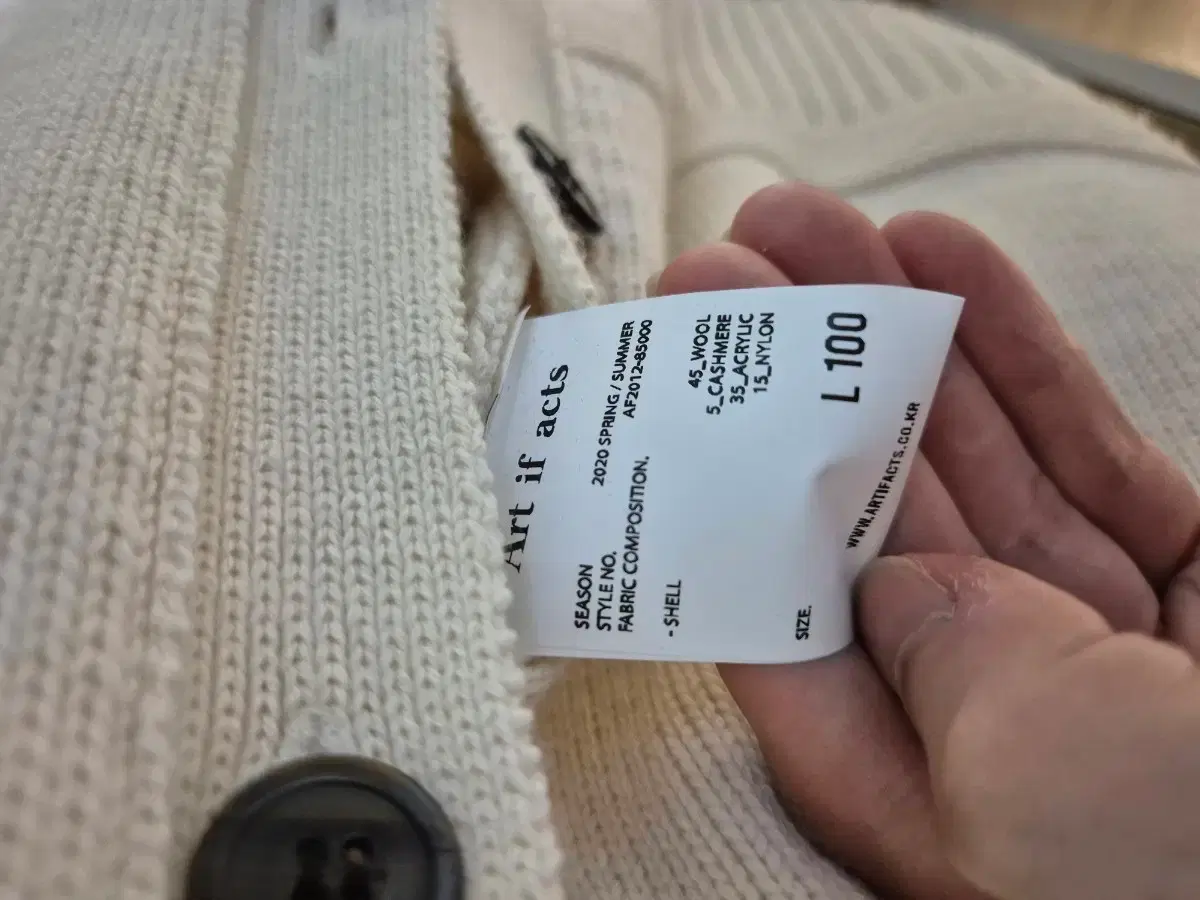 Art if acts
SEASON 2020 SPRING / SUMMER
STYLE NO. AF2012-85000
FABRIC COMPOSITION.
- SHELL 45_WOOL
5_CASHMERE
35_ACRYLIC
15_NYLON
SIZE. L 100
WWW.ARTIFACTS.CO.KR